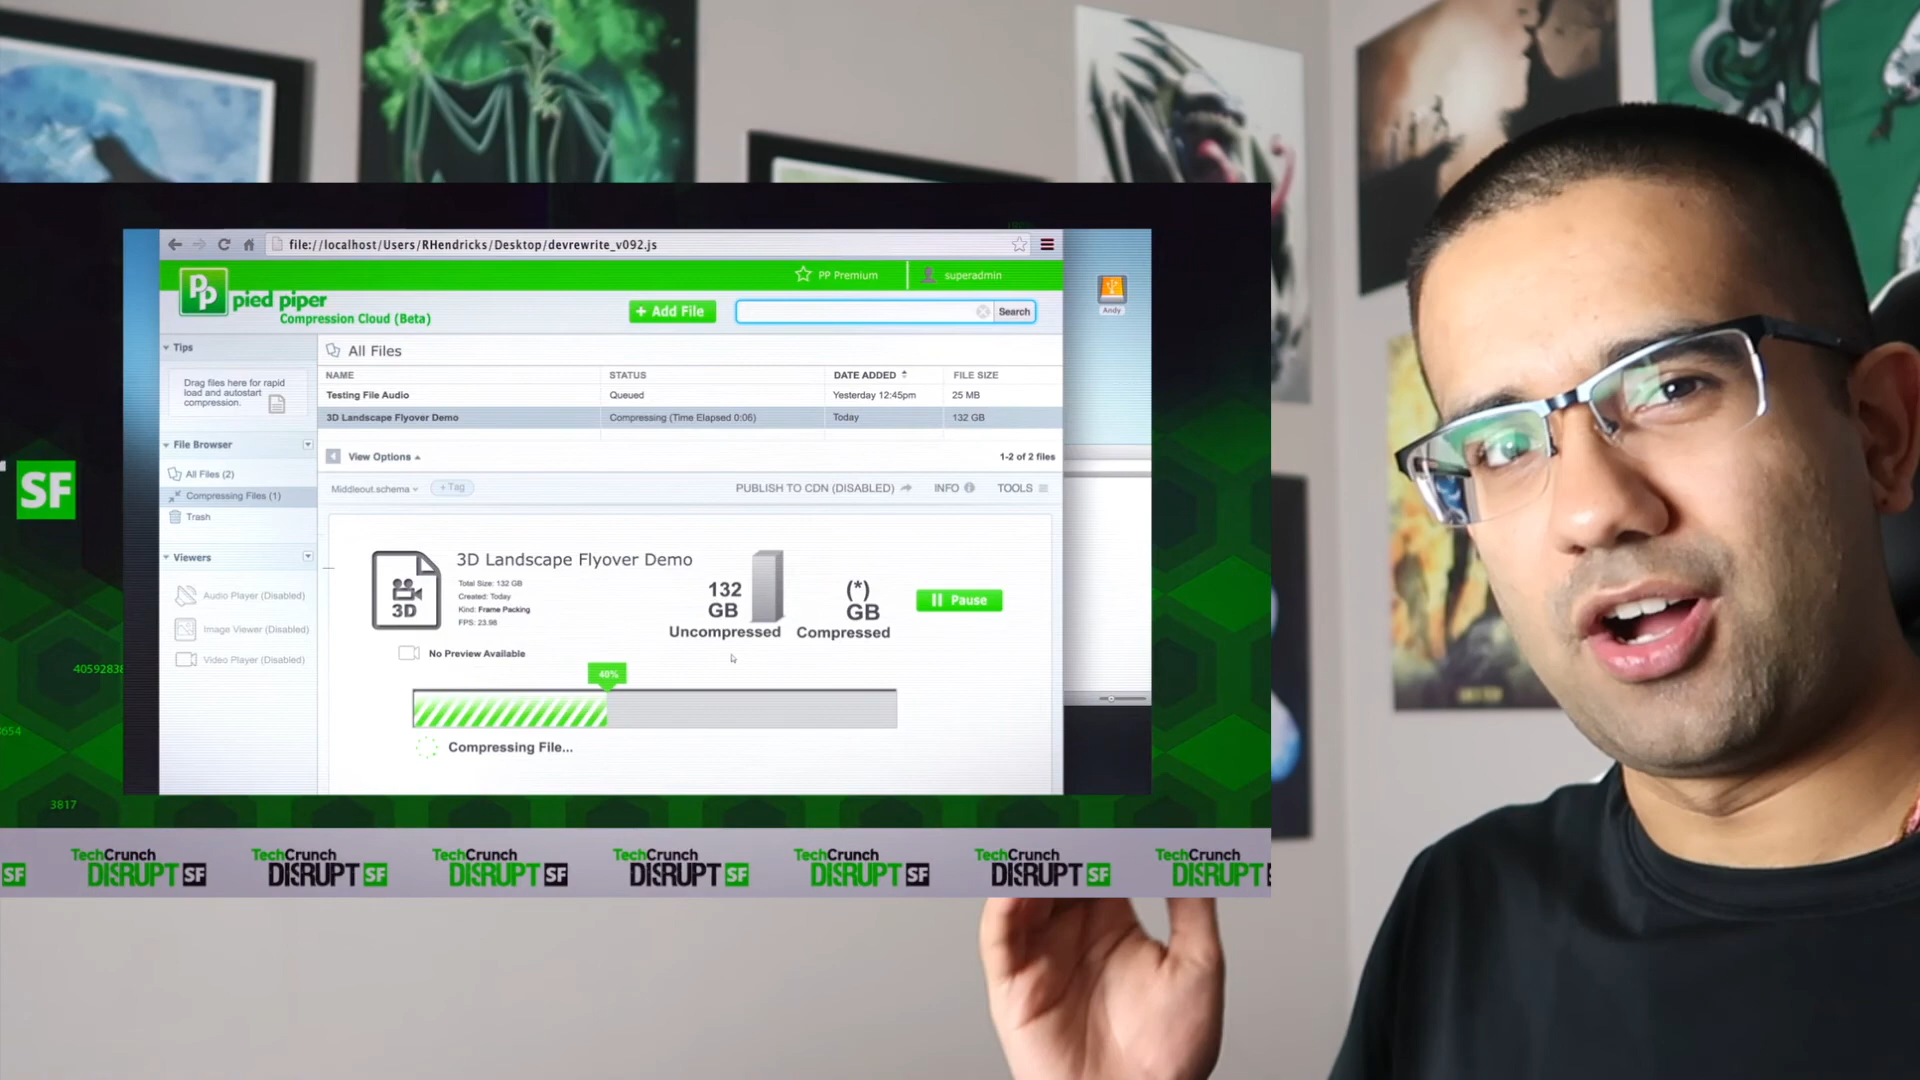 file://localhost/Users/RHendricks/Desktop/devrewrite_v092.js
PP Premium
superadmin
Pp
pied piper
Compression Cloud (Beta)
+ Add File
Search
Andy
Tips
Drag files here for rapid
load and autostart
compression.
All Files
NAME STATUS DATE ADDED FILE SIZE
Testing File Audio Queued Yesterday 12:45pm 25 MB
3D Landscape Flyover Demo Compressing (Time Elapsed 0:06) Today 132 GB
File Browser
All Files (2)
Compressing Files (1)
Trash
View Options
1-2 of 2 files
Middleout.schema
+ Tag
PUBLISH TO CDN (DISABLED)
INFO
TOOLS
Viewers
Audio Player (Disabled)
Image Viewer (Disabled)
Video Player (Disabled)
3D
3D Landscape Flyover Demo
Total Size: 132 GB
Created: Today
Kind: Frame Packing
FPS: 23.98
No Preview Available
132
GB
Uncompressed
(*)
GB
Compressed
Pause
40%
Compressing File...
SF
40592838
3654
3817
SF
TechCrunch
DISRUPT SF
TechCrunch
DISRUPT SF
TechCrunch
DISRUPT SF
TechCrunch
DISRUPT SF
TechCrunch
DISRUPT SF
TechCrunch
DISRUPT SF
TechCrunch
DISRUPT